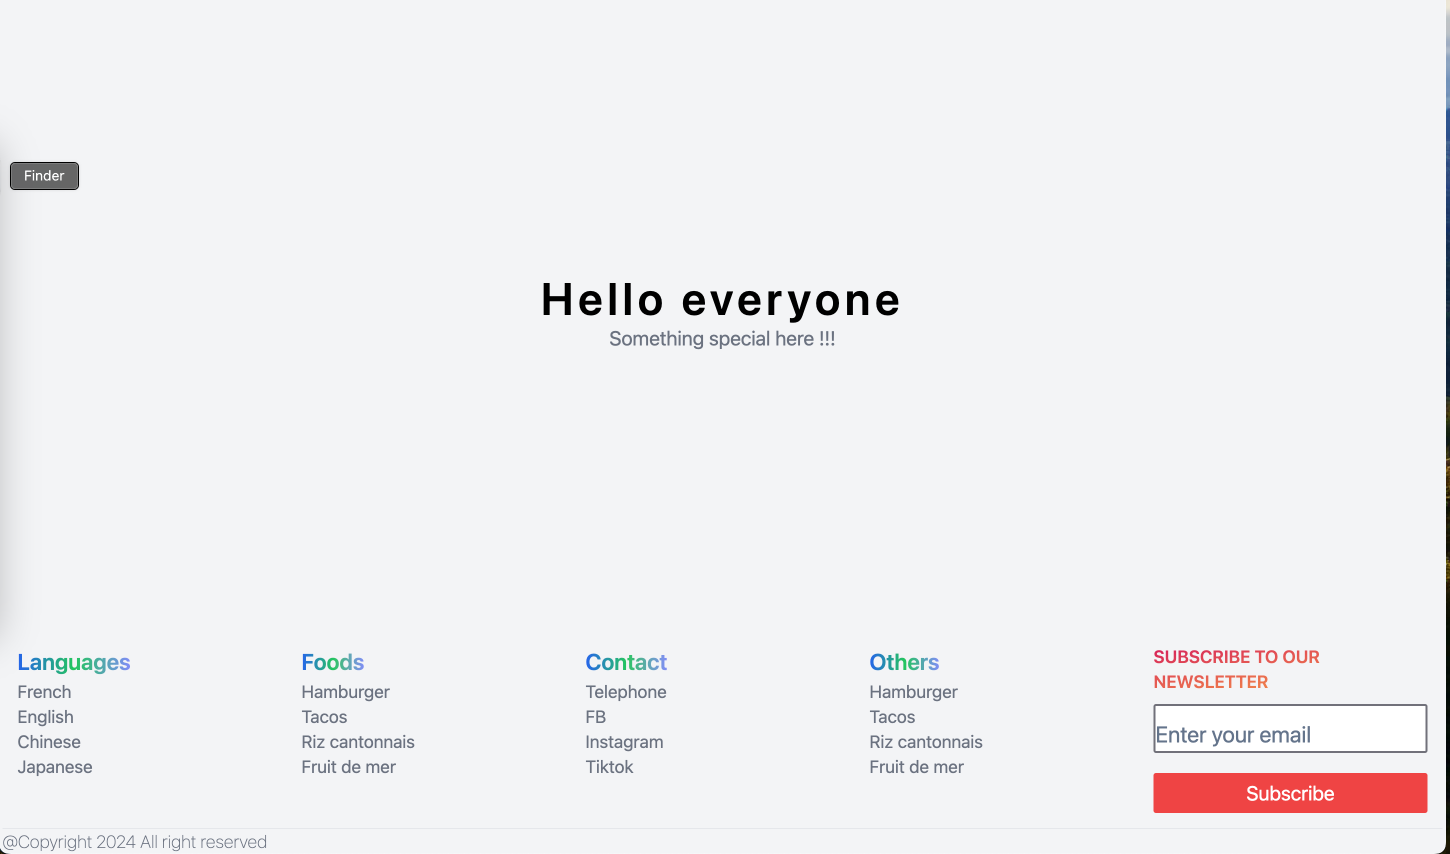 Finder
Hello everyone
Something special here !!!
Languages
French
English
Chinese
Japanese
Foods
Hamburger
Tacos
Riz cantonnais
Fruit de mer
Contact
Telephone
FB
Instagram
Tiktok
Others
Hamburger
Tacos
Riz cantonnais
Fruit de mer
SUBSCRIBE TO OUR
NEWSLETTER
Enter your email
Subscribe
@Copyright 2024 All right reserved